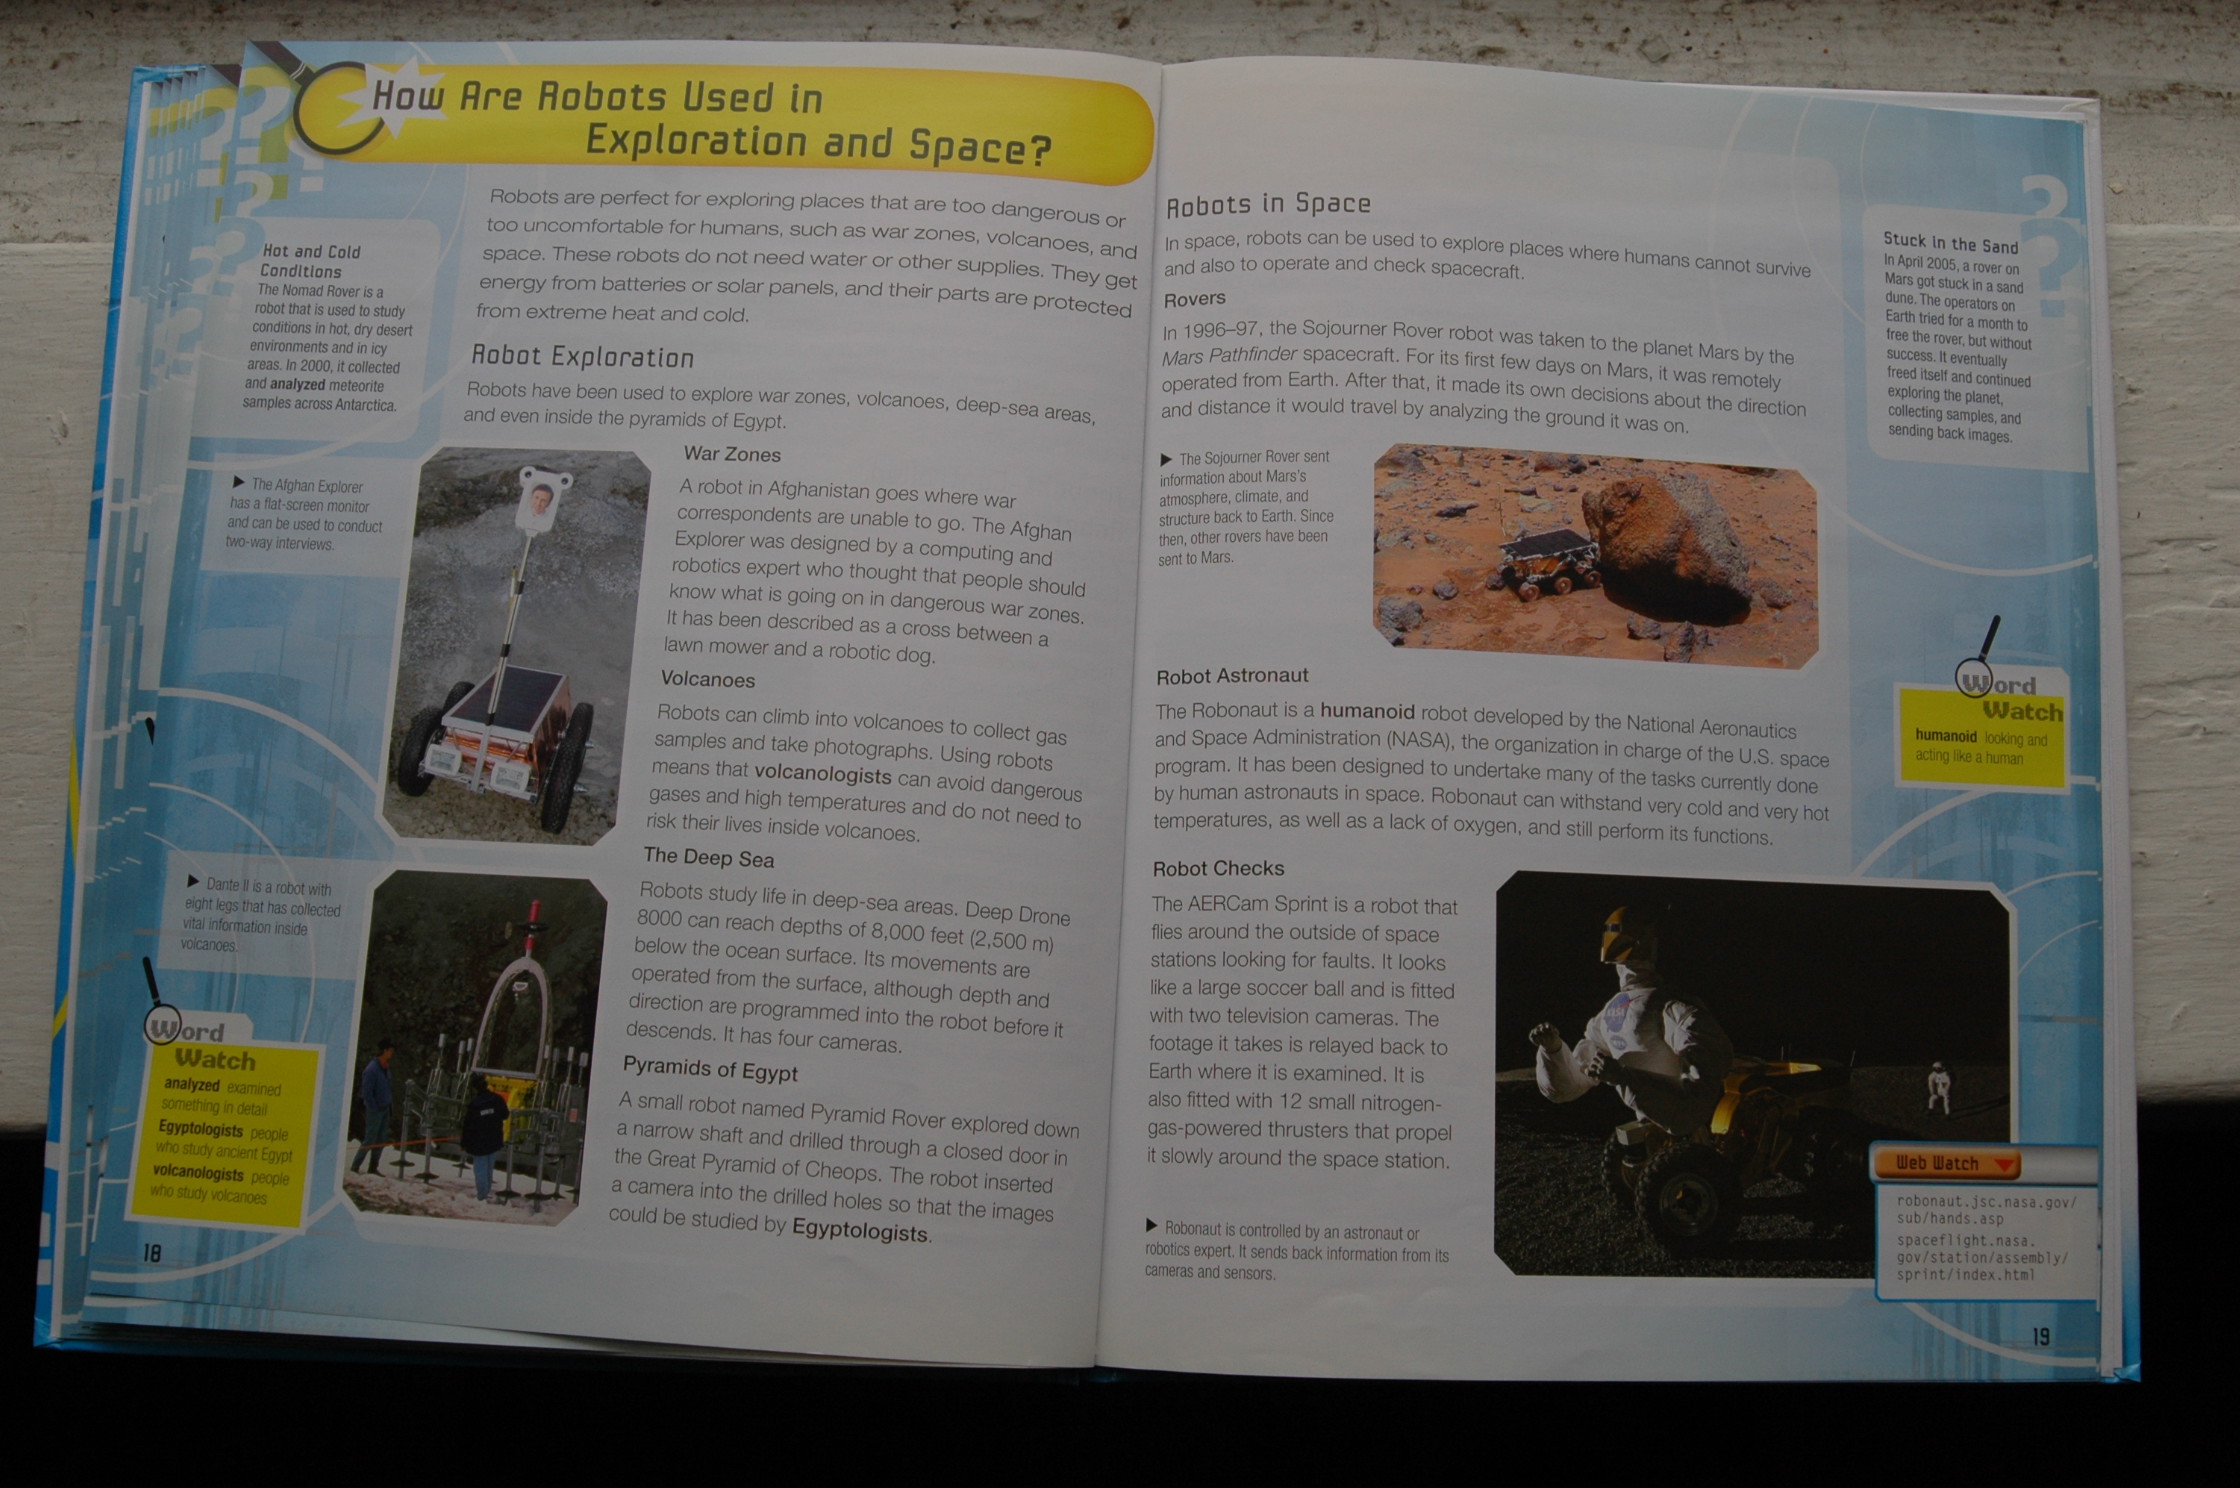 How Are Robots Used in
Exploration and Space?
Robots are perfect for exploring places that are too dangerous or
too uncomfortable for humans, such as war zones, volcanoes, and
space. These robots do not need water or other supplies. They get
energy from batteries or solar panels, and their parts are protected
from extreme heat and cold.
Hot and Cold
Conditions
The Nomad Rover is a
robot that is used to study
conditions in hot, dry desert
environments and in icy
areas. In 2000, it collected
and analyzed meteorite
samples across Antarctica.
Robot Exploration
Robots have been used to explore war zones, volcanoes, deep-sea areas,
and even inside the pyramids of Egypt.
► The Afghan Explorer
has a flat-screen monitor
and can be used to conduct
two-way interviews.
War Zones
A robot in Afghanistan goes where war
correspondents are unable to go. The Afghan
Explorer was designed by a computing and
robotics expert who thought that people should
know what is going on in dangerous war zones.
It has been described as a cross between a
lawn mower and a robotic dog.
Volcanoes
Robots can climb into volcanoes to collect gas
samples and take photographs. Using robots
means that volcanologists can avoid dangerous
gases and high temperatures and do not need to
risk their lives inside volcanoes.
► Dante II is a robot with
eight legs that has collected
vital information inside
volcanoes.
The Deep Sea
Robots study life in deep-sea areas. Deep Drone
8000 can reach depths of 8,000 feet (2,500 m)
below the ocean surface. Its movements are
operated from the surface, although depth and
direction are programmed into the robot before it
descends. It has four cameras.
Pyramids of Egypt
A small robot named Pyramid Rover explored down
a narrow shaft and drilled through a closed door in
the Great Pyramid of Cheops. The robot inserted
a camera into the drilled holes so that the images
could be studied by Egyptologists.
Word
Watch
analyzed examined
something in detail
Egyptologists people
who study ancient Egypt
volcanologists people
who study volcanoes
18
Robots in Space
In space, robots can be used to explore places where humans cannot survive
and also to operate and check spacecraft.
Rovers
In 1996–97, the Sojourner Rover robot was taken to the planet Mars by the
Mars Pathfinder spacecraft. For its first few days on Mars, it was remotely
operated from Earth. After that, it made its own decisions about the direction
and distance it would travel by analyzing the ground it was on.
Stuck in the Sand
In April 2005, a rover on
Mars got stuck in a sand
dune. The operators on
Earth tried for a month to
free the rover, but without
success. It eventually
freed itself and continued
exploring the planet,
collecting samples, and
sending back images.
► The Sojourner Rover sent
information about Mars's
atmosphere, climate, and
structure back to Earth. Since
then, other rovers have been
sent to Mars.
Robot Astronaut
The Robonaut is a humanoid robot developed by the National Aeronautics
and Space Administration (NASA), the organization in charge of the U.S. space
program. It has been designed to undertake many of the tasks currently done
by human astronauts in space. Robonaut can withstand very cold and very hot
temperatures, as well as a lack of oxygen, and still perform its functions.
Word
Watch
humanoid looking and
acting like a human
Robot Checks
The AERCam Sprint is a robot that
flies around the outside of space
stations looking for faults. It looks
like a large soccer ball and is fitted
with two television cameras. The
footage it takes is relayed back to
Earth where it is examined. It is
also fitted with 12 small nitrogen-
gas-powered thrusters that propel
it slowly around the space station.
► Robonaut is controlled by an astronaut or
robotics expert. It sends back information from its
cameras and sensors.
Web Watch
robonaut.jsc.nasa.gov/
sub/hands.asp
spaceflight.nasa.
gov/station/assembly/
sprint/index.html
19